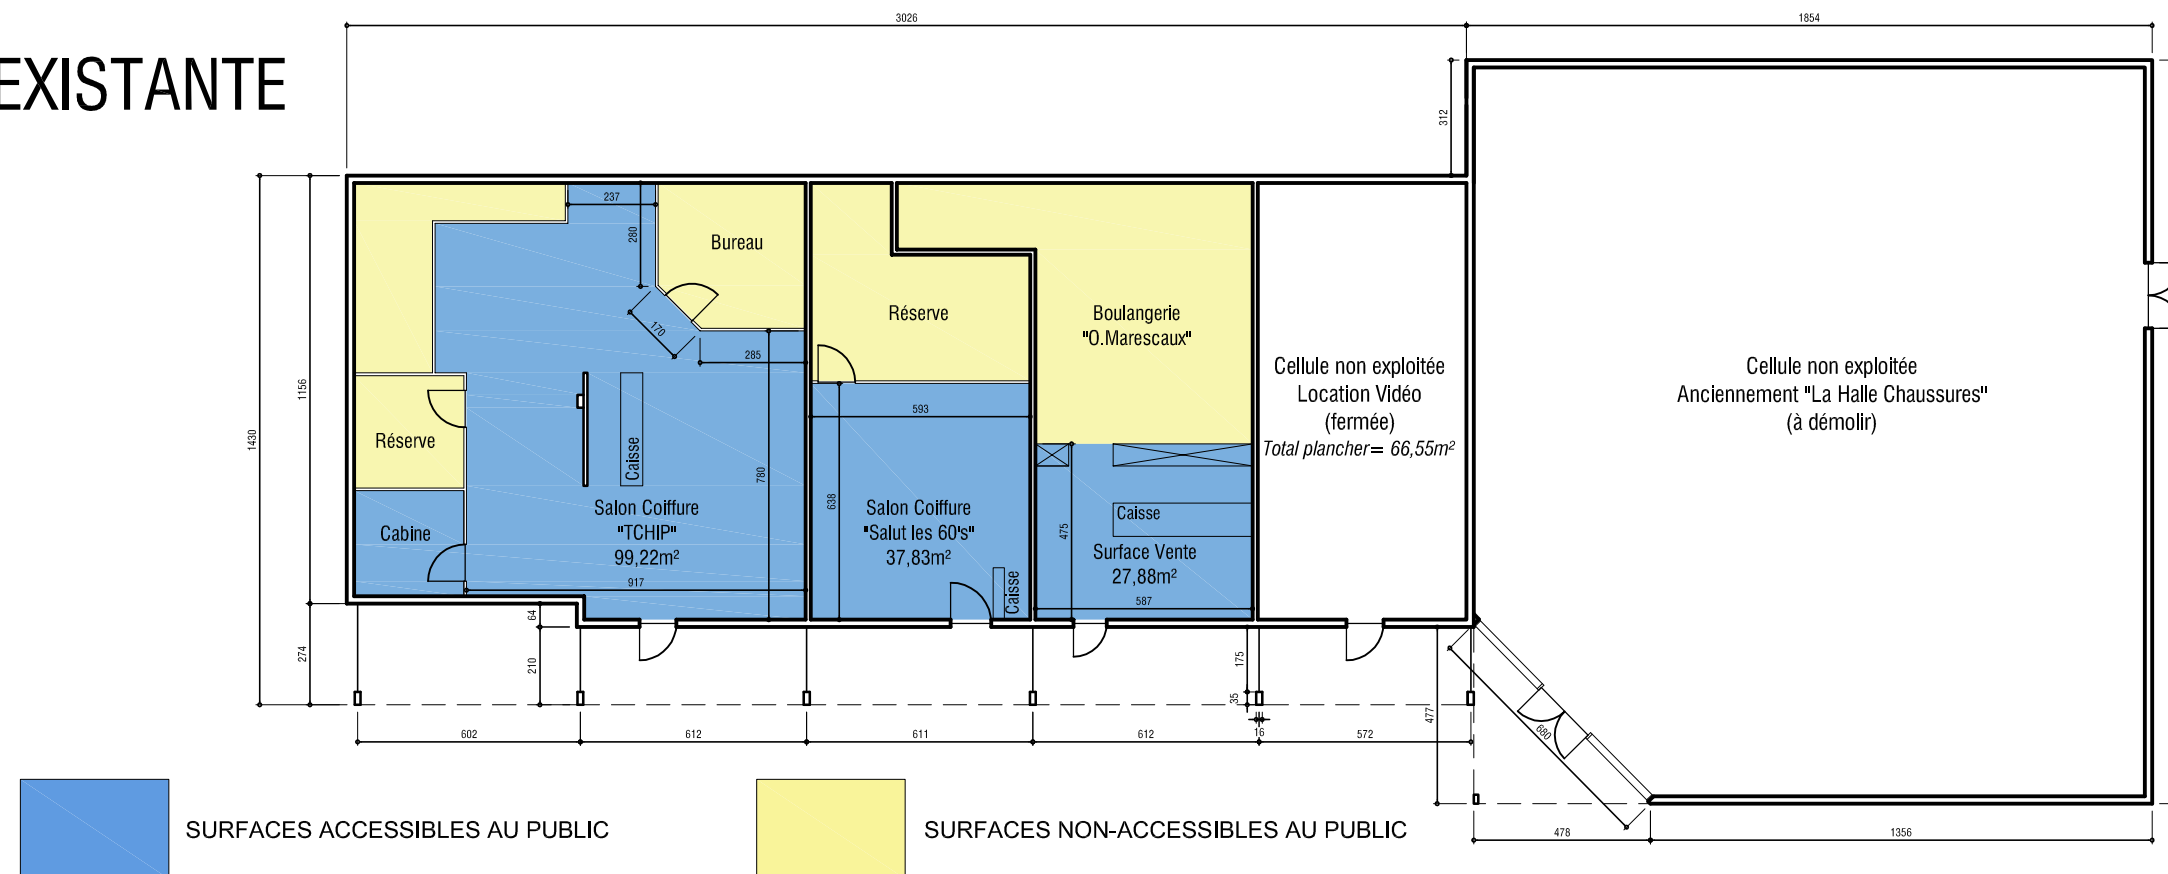 3026
1854
EXISTANTE
312
237
280
Bureau
170
285
1156
1430
Réserve
Caisse
780
Salon Coiffure
"TCHIP"
99,22m²
Cabine
917
Réserve
593
638
Salon Coiffure
"Salut les 60's"
37,83m²
Caisse
Boulangerie
"O.Marescaux"
475
Caisse
Surface Vente
27,88m²
587
Cellule non exploitée
Location Vidéo
(fermée)
Total plancher= 66,55m²
Cellule non exploitée
Anciennement "La Halle Chaussures"
(à démolir)
64
274
210
175
35
477
680
602
612
611
612
16
572
478
1356
SURFACES ACCESSIBLES AU PUBLIC
SURFACES NON-ACCESSIBLES AU PUBLIC